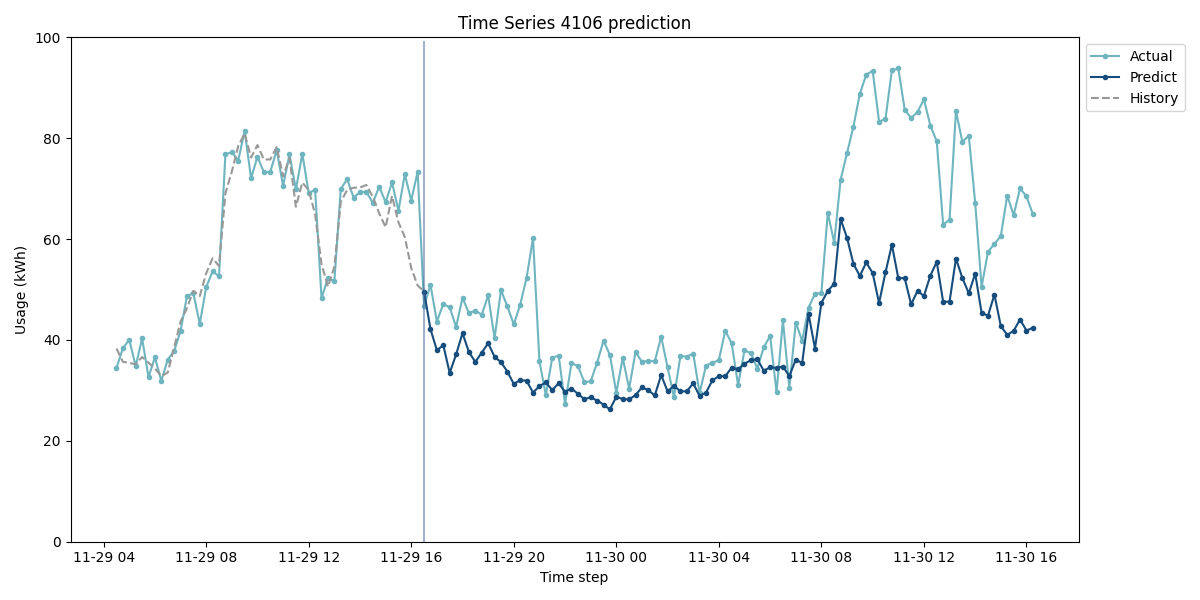 Time Series 4106 prediction
Usage (kWh)
100
80
60
40
20
0
11-29 04
11-29 08
11-29 12
11-29 16
11-29 20
11-30 00
11-30 04
11-30 08
11-30 12
11-30 16
Time step
Actual
Predict
History